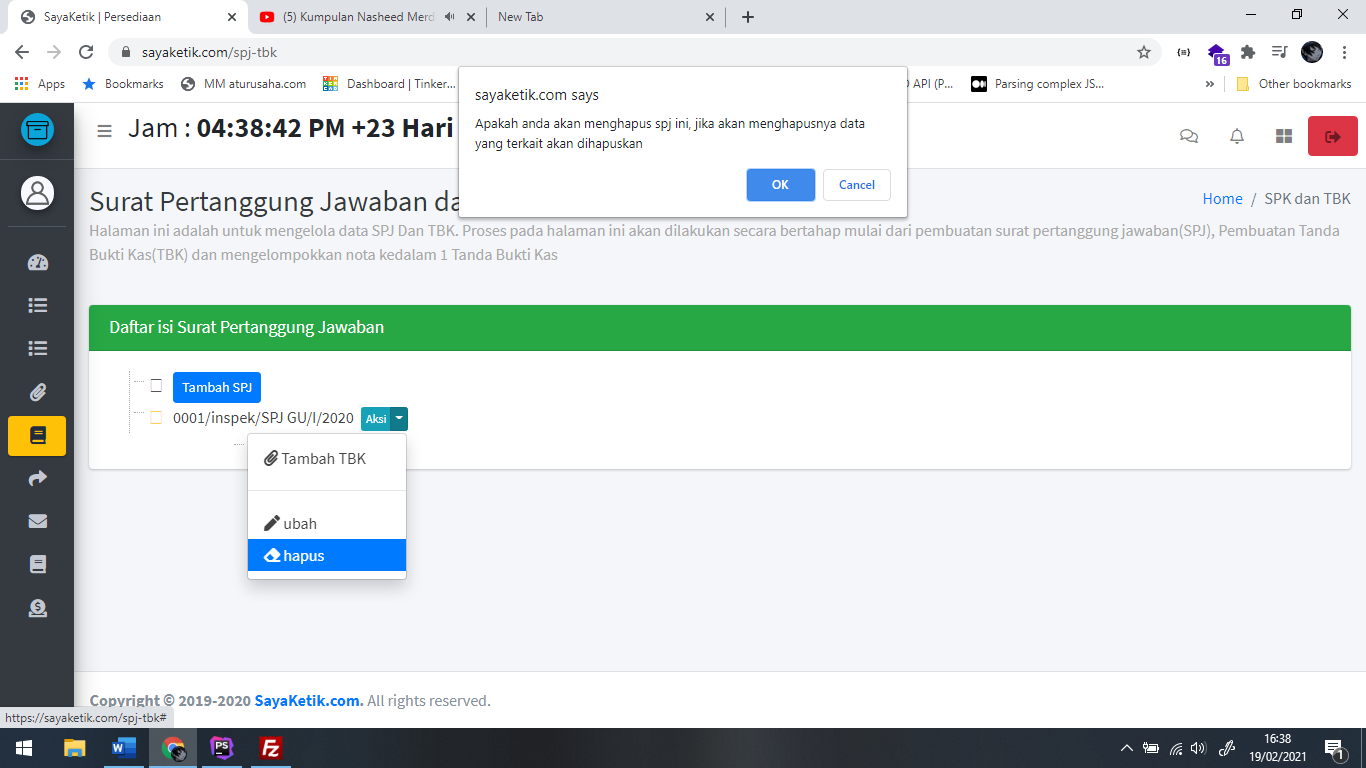 SayaKetik | Persediaan
(5) Kumpulan Nasheed Merd
New Tab
sayaketik.com/spj-tbk
16
Apps
Bookmarks
MM aturusaha.com
Dashboard | Tinker...
API (P...
Parsing complex JS...
»
Other bookmarks
sayaketik.com says
Apakah anda akan menghapus spj ini, jika akan menghapusnya data
yang terkait akan dihapuskan
OK
Cancel
Jam : 04:38:42 PM +23 Hari
Surat Pertanggung Jawaban da
Home / SPK dan TBK
Halaman ini adalah untuk mengelola data SPJ Dan TBK. Proses pada halaman ini akan dilakukan secara bertahap mulai dari pembuatan surat pertanggung jawaban(SPJ), Pembuatan Tanda
Bukti Kas(TBK) dan mengelompokkan nota kedalam 1 Tanda Bukti Kas
Daftar isi Surat Pertanggung Jawaban
Tambah SPJ
0001/inspek/SPJ GU/I/2020 Aksi
Tambah TBK
ubah
hapus
Copyright © 2019-2020 SayaKetik.com. All rights reserved.
https://sayaketik.com/spj-tbk#
W
PS
FZ
16:38
19/02/2021
1